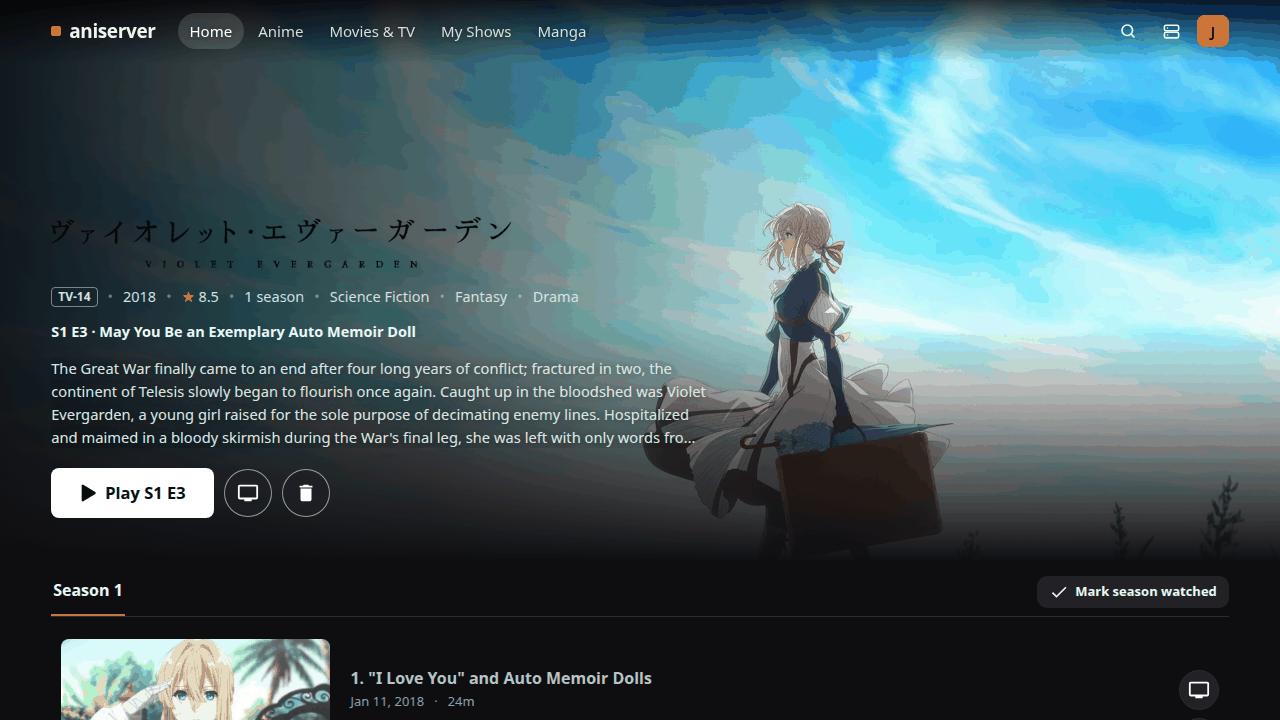 aniserver
Home
Anime
Movies & TV
My Shows
Manga
J
ヴァイオレット・エヴァーガーデン
VIOLET EVERGARDEN
TV-14 • 2018 • ★ 8.5 • 1 season • Science Fiction • Fantasy • Drama
S1 E3 · May You Be an Exemplary Auto Memoir Doll
The Great War finally came to an end after four long years of conflict; fractured in two, the
continent of Telesis slowly began to flourish once again. Caught up in the bloodshed was Violet
Evergarden, a young girl raised for the sole purpose of decimating enemy lines. Hospitalized
and maimed in a bloody skirmish during the War's final leg, she was left with only words fro...
Play S1 E3
Season 1
Mark season watched
1. "I Love You" and Auto Memoir Dolls
Jan 11, 2018 · 24m